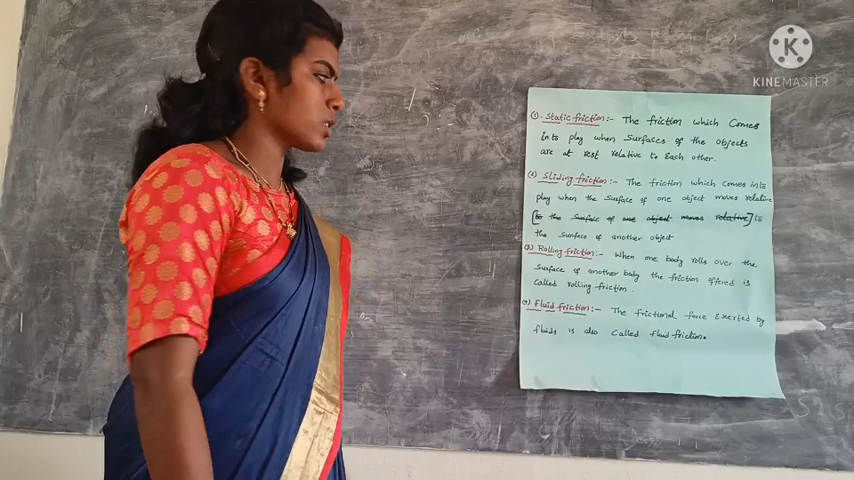 (1). Static friction:- The friction which comes
into play when surfaces of the objects
are at rest relative to each other.
(2) Sliding friction:- The friction which comes into
play when the surface of one object moves relative
[to the surface of one object moves relative] to
the surface of another object
(3) Rolling friction:- When one body rolls over the
surface of another body the friction offered is
called rolling friction.
(4) Fluid friction:- The frictional force exerted by
fluids is also called fluid friction.
K
KINEMASTER